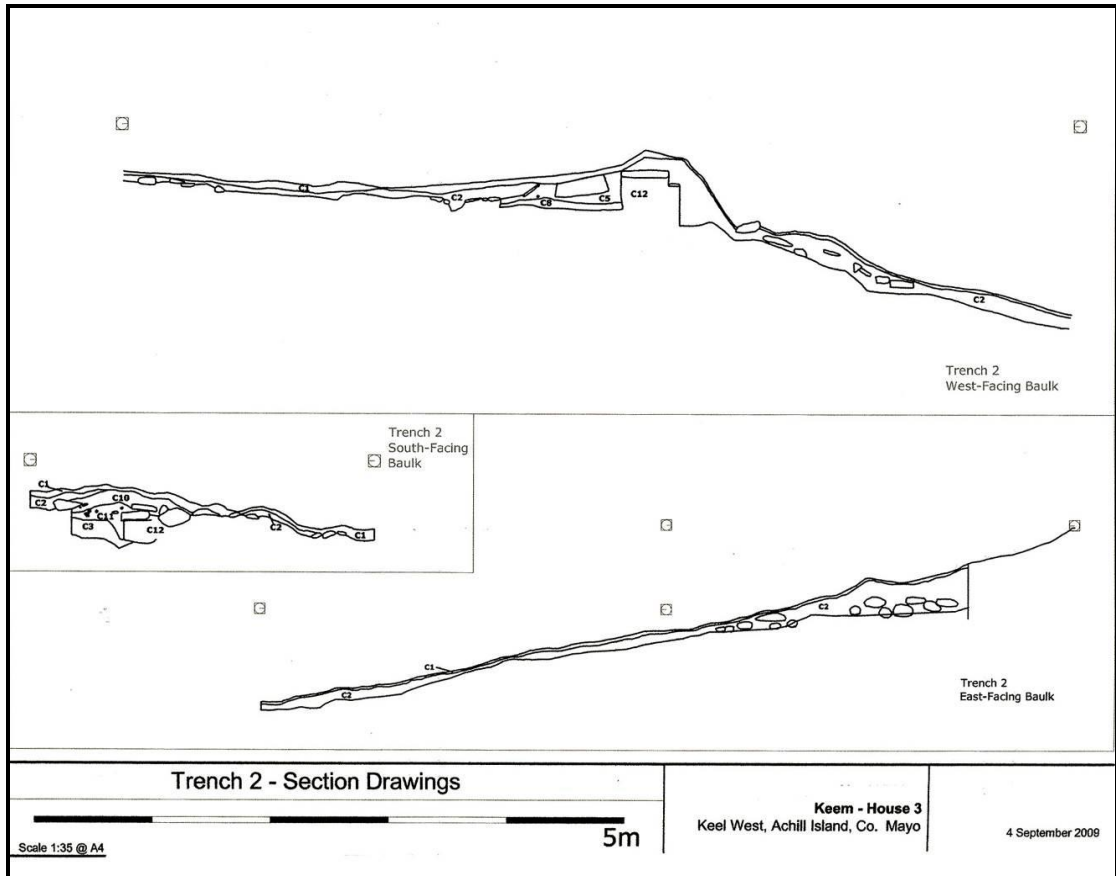 C1
C2
C8
C5
C12
C2
Trench 2
West-Facing Baulk
Trench 2
South-Facing
Baulk
C1
C2
C10
C11
C3
C12
C2
C1
C2
C1
C2
Trench 2
East-Facing Baulk
Trench 2 - Section Drawings
5m
Scale 1:35 @ A4
Keem - House 3
Keel West, Achill Island, Co. Mayo
4 September 2009